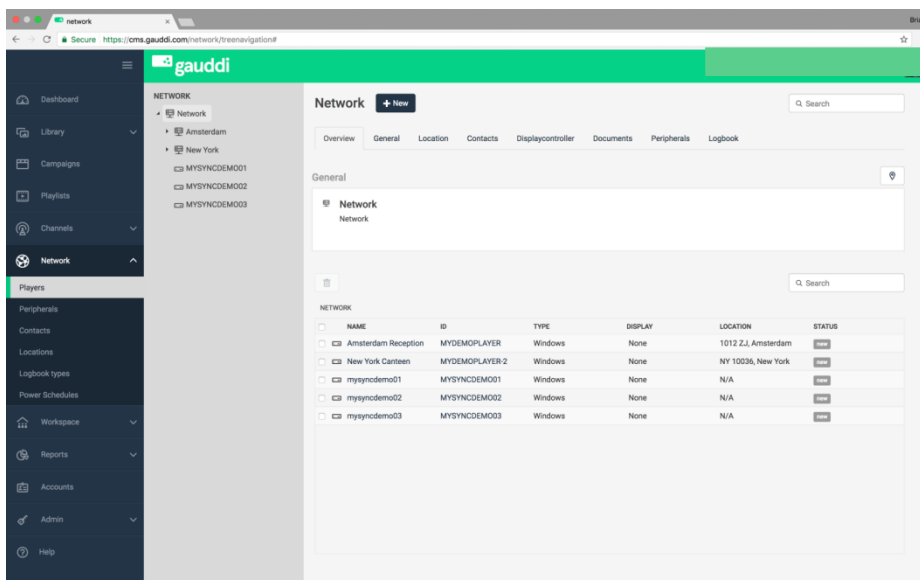 network
Bria
Secure https://cms.gauddi.com/network/treenavigation#
gauddi
Dashboard
Library
Campaigns
Playlists
Channels
Network
Players
Peripherals
Contacts
Locations
Logbook types
Power Schedules
Workspace
Reports
Accounts
Admin
Help
NETWORK
Network
Amsterdam
New York
MYSYNCDEMO01
MYSYNCDEMO02
MYSYNCDEMO03
Network + New Search
Overview General Location Contacts Displaycontroller Documents Peripherals Logbook
General
Network
Network
Search
NETWORK
NAME ID TYPE DISPLAY LOCATION STATUS
Amsterdam Reception MYDEMOPLAYER Windows None 1012 ZJ, Amsterdam new
New York Canteen MYDEMOPLAYER-2 Windows None NY 10036, New York new
mysyncdemo01 MYSYNCDEMO01 Windows None N/A new
mysyncdemo02 MYSYNCDEMO02 Windows None N/A new
mysyncdemo03 MYSYNCDEMO03 Windows None N/A new